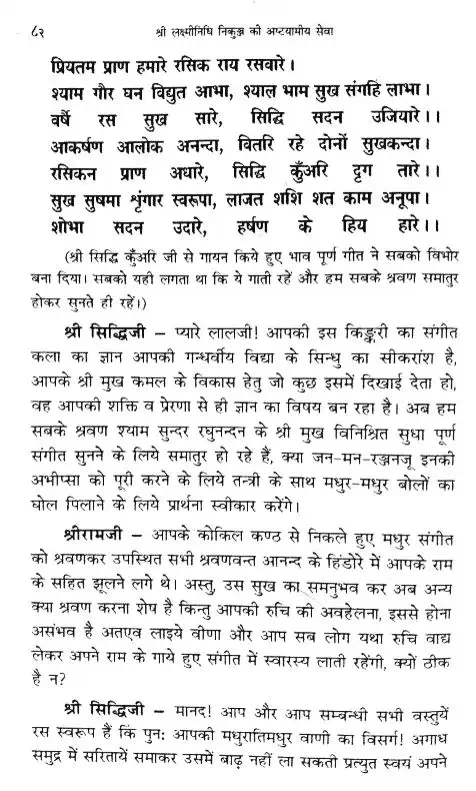 ८२ श्री लक्ष्मीनिधि निकुञ्ज की अष्टयामीय सेवा
प्रियतम प्राण हमारे रसिक राय रसवारे।
श्याम गौर घन विद्युत आभा, श्याल भाम सुख संगहि लाभा।
वर्षै रस सुख सारे, सिद्धि सदन उजियारे।।
आकर्षण आलोक अनन्दा, वितरि रहे दोनों सुखकन्दा।
रसिकन प्राण अधारे, सिद्धि कुँअरि दृग तारे।।
सुख सुषमा श्रृंगार स्वरूपा, लाजत शशि शत काम अनूपा।
शोभा सदन उदारे, हर्षण के हिय हारे।।
(श्री सिद्धि कुँअरि जी से गायन किये हुए भाव पूर्ण गीत ने सबको विभोर
बना दिया। सबको यही लगता था कि ये गाती रहें और हम सबके श्रवण समातुर
होकर सुनते ही रहें।)
श्री सिद्धिजी – प्यारे लालजी! आपकी इस किङ्करी का संगीत
कला का ज्ञान आपकी गन्धर्वीय विद्या के सिन्धु का सीकरांश है,
आपके श्री मुख कमल के विकास हेतु जो कुछ इसमें दिखाई देता हो,
वह आपकी शक्ति व प्रेरणा से ही ज्ञान का विषय बन रहा है। अब हम
सबके श्रवण श्याम सुन्दर रघुनन्दन के श्री मुख विनिश्रित सुधा पूर्ण
संगीत सुनने के लिये समातुर हो रहे हैं, क्या जन-मन-रञ्जनजू इनकी
अभीप्सा को पूरी करने के लिये तन्त्री के साथ मधुर-मधुर बोलों का
घोल पिलाने के लिये प्रार्थना स्वीकार करेंगे।
श्रीरामजी – आपके कोकिल कण्ठ से निकले हुए मधुर संगीत
को श्रवणकर उपस्थित सभी श्रवणवन्त आनन्द के हिंडोरे में आपके राम
के सहित झूलने लगे थे। अस्तु, उस सुख का समनुभव कर अब अन्य
क्या श्रवण करना शेष है किन्तु आपकी रुचि की अवहेलना, इससे होना
असंभव है अतएव लाइये वीणा और आप सब लोग यथा रुचि वाद्य
लेकर अपने राम के गाये हुए संगीत में स्वारस्य लाती रहेंगी, क्यों ठीक
है न?
श्री सिद्धिजी – मानद! आप और आप सम्बन्धी सभी वस्तुयें
रस स्वरूप हैं कि पुनः आपकी मधुरातिमधुर वाणी का विसर्ग! अगाध
समुद्र में सरितायें समाकर उसमें बाढ़ नहीं ला सकती प्रत्युत स्वयं अपने